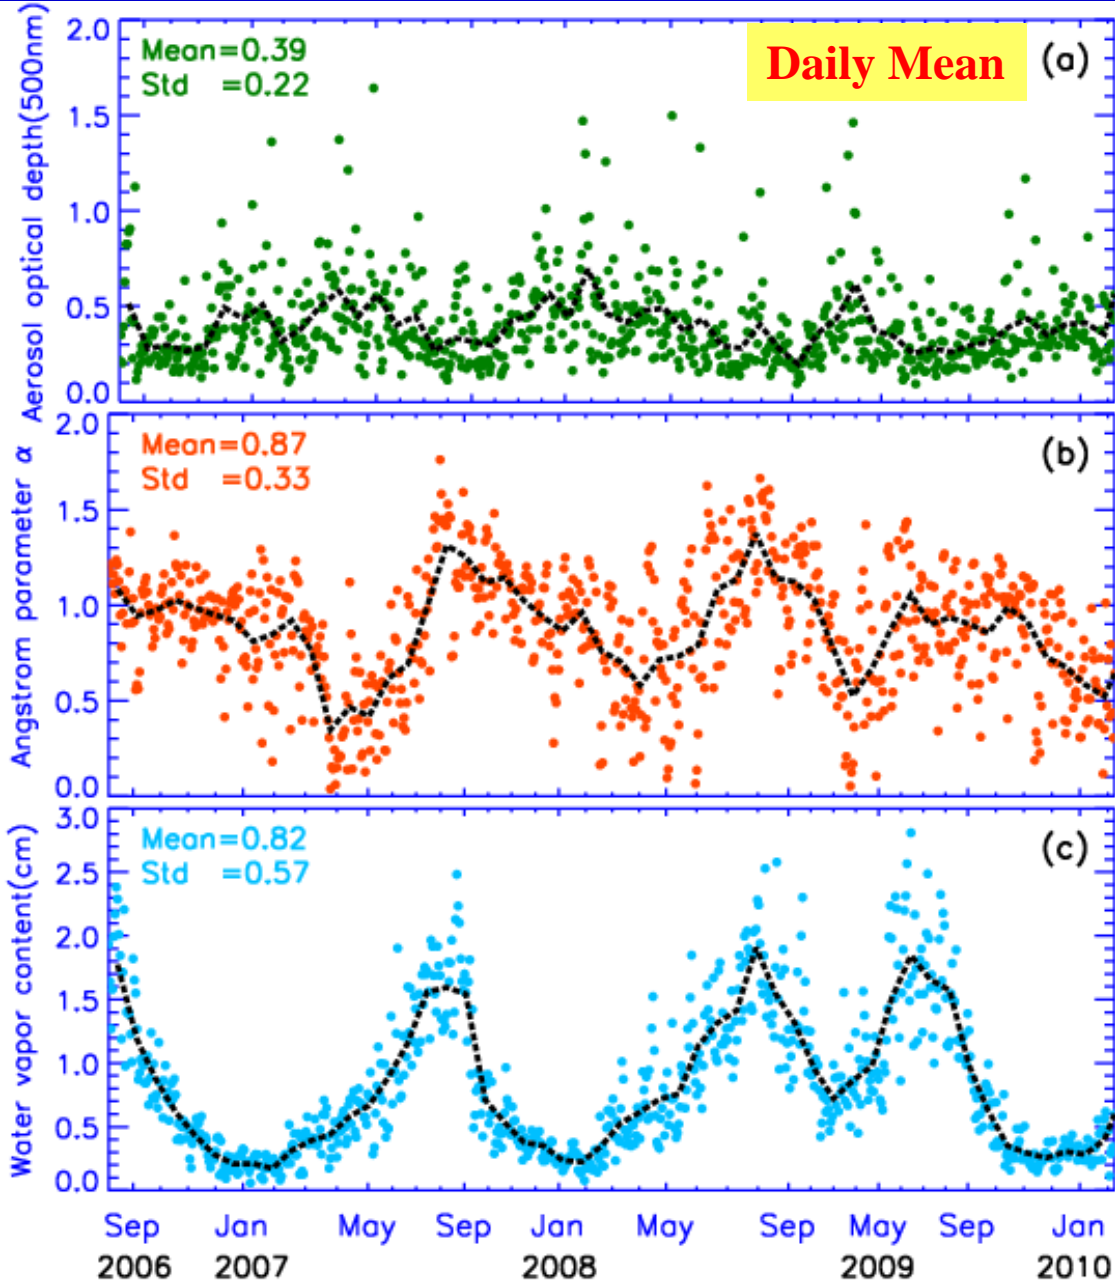 Daily Mean
Aerosol optical depth(500nm)
2.0
1.5
1.0
0.5
0.0
Mean=0.39
Std =0.22
(a)
Angstrom parameter α
2.0
1.5
1.0
0.5
0.0
Mean=0.87
Std =0.33
(b)
Water vapor content(cm)
3.0
2.5
2.0
1.5
1.0
0.5
0.0
Mean=0.82
Std =0.57
(c)
Sep Jan May Sep Jan May Sep May Sep Jan
2006 2007 2008 2009 2010